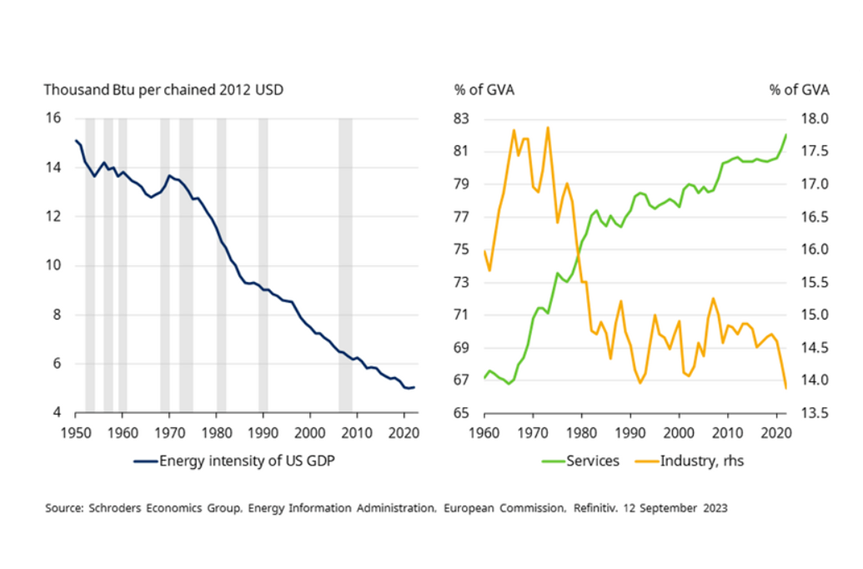 Thousand Btu per chained 2012 USD
16
14
12
10
8
6
4
1950 1960 1970 1980 1990 2000 2010 2020
Energy intensity of US GDP
% of GVA % of GVA
83 18.0
81 17.5
79 17.0
77 16.5
75 16.0
73 15.5
71 15.0
69 14.5
67 14.0
65 13.5
1960 1970 1980 1990 2000 2010 2020
Services Industry, rhs
Source: Schroders Economics Group, Energy Information Administration, European Commission, Refinitiv. 12 September 2023